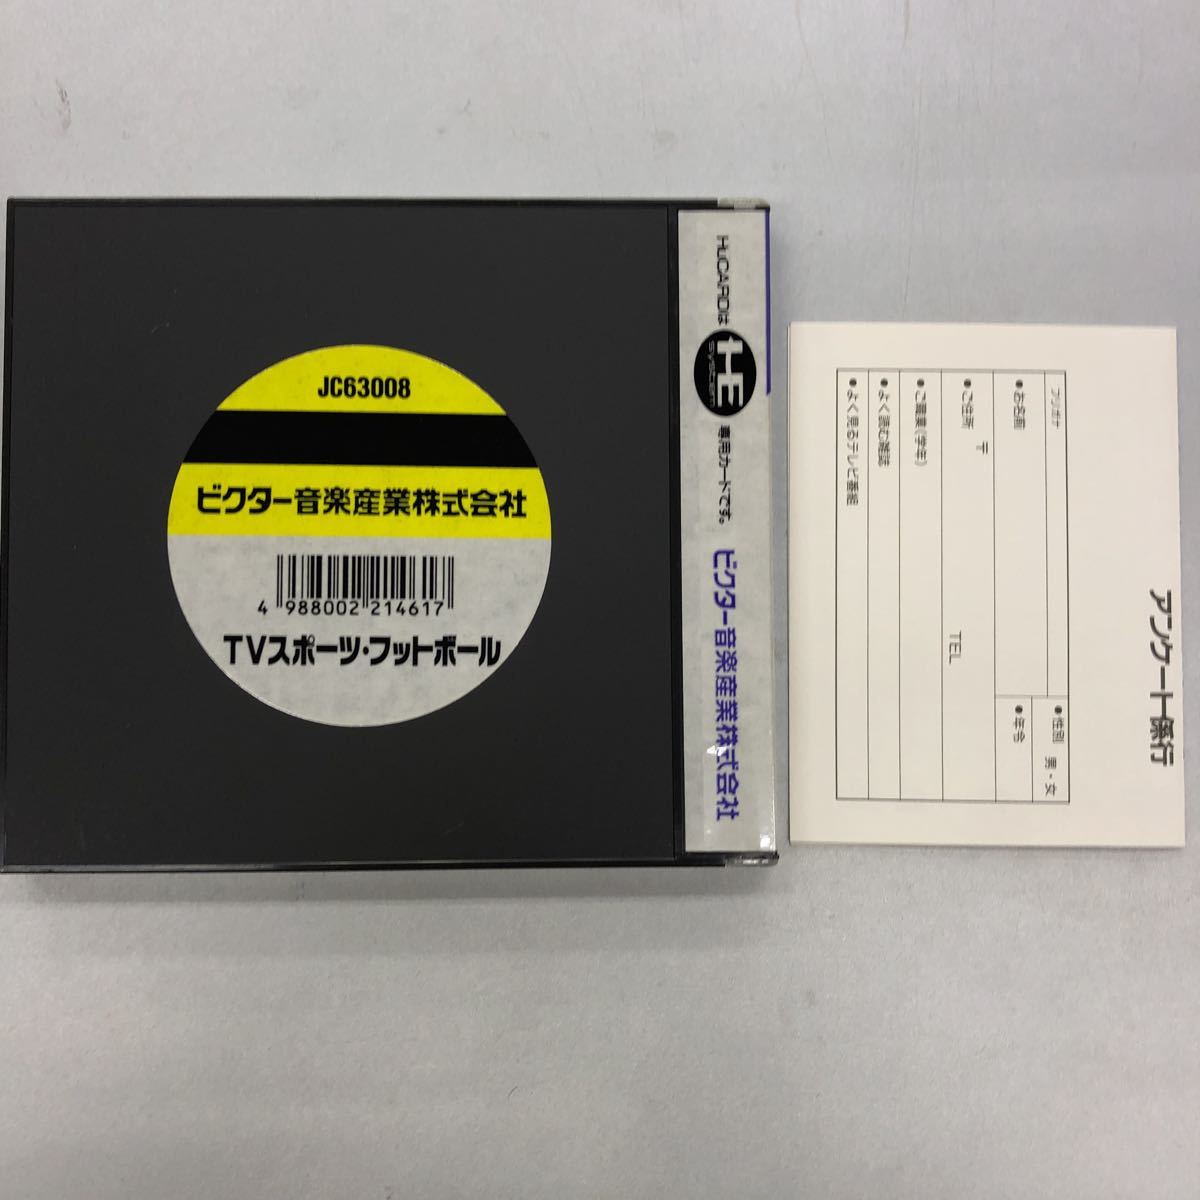 JC63008
ビクター音楽産業株式会社
4 988002 214617
TVスポーツ・フットボール
HuCARDは HE SYSTEM 専用カードです。 ビクター音楽産業株式会社
アンケート係行
フリガナ
●お名前
●性別 男・女
●年令
●ご住所 〒
TEL
●ご職業(学年)
●よく読む雑誌
●よく見るテレビ番組